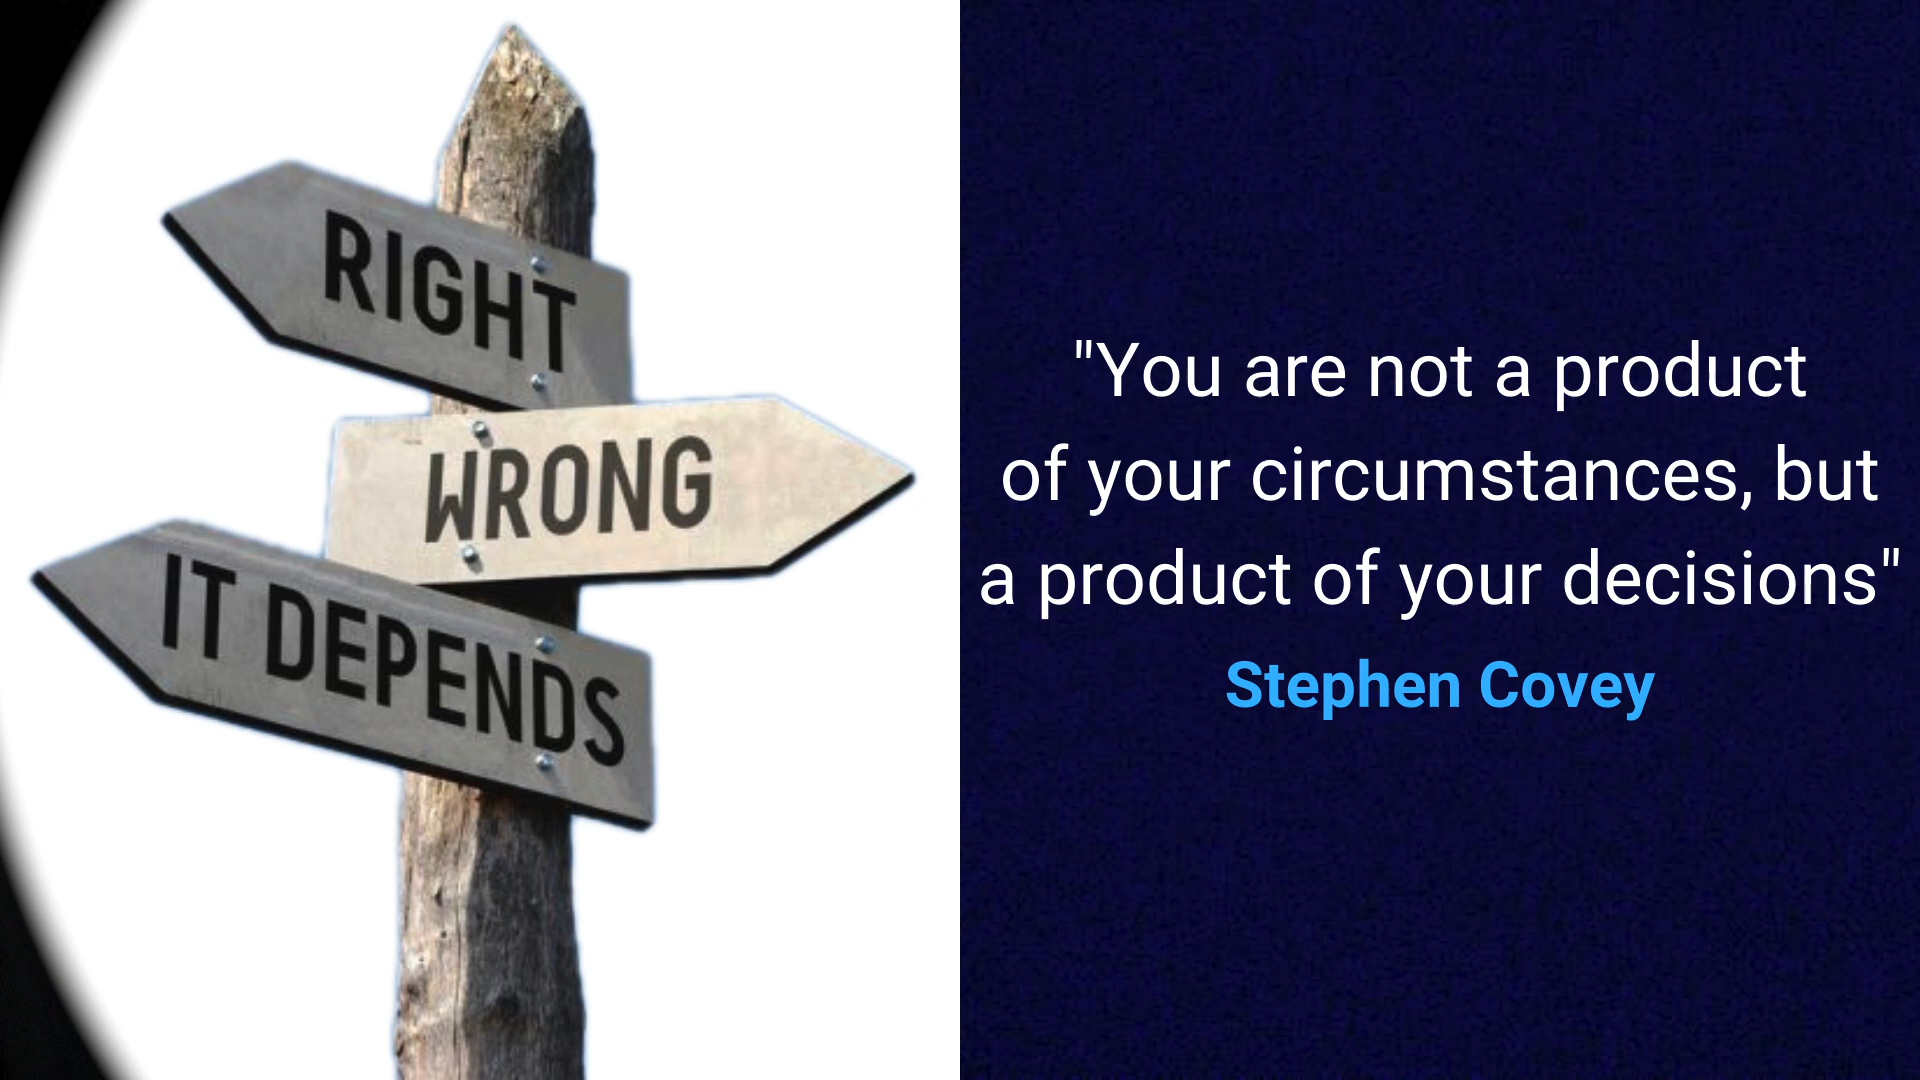 RIGHT
WRONG
IT DEPENDS
"You are not a product
of your circumstances, but
a product of your decisions"
Stephen Covey